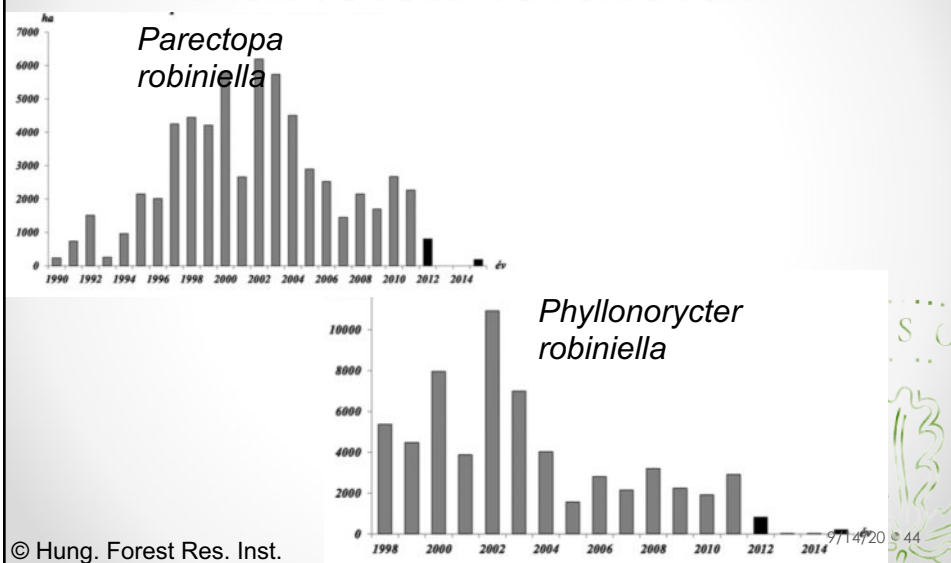 ha
Parectopa
robiniella
7000
6000
5000
4000
3000
2000
1000
0
1990 1992 1994 1996 1998 2000 2002 2004 2006 2008 2010 2012 2014
év
Phyllonorycter
robiniella
10000
8000
6000
4000
2000
0
1998 2000 2002 2004 2006 2008 2010 2012 2014
S O
© Hung. Forest Res. Inst.
9/14/20 44